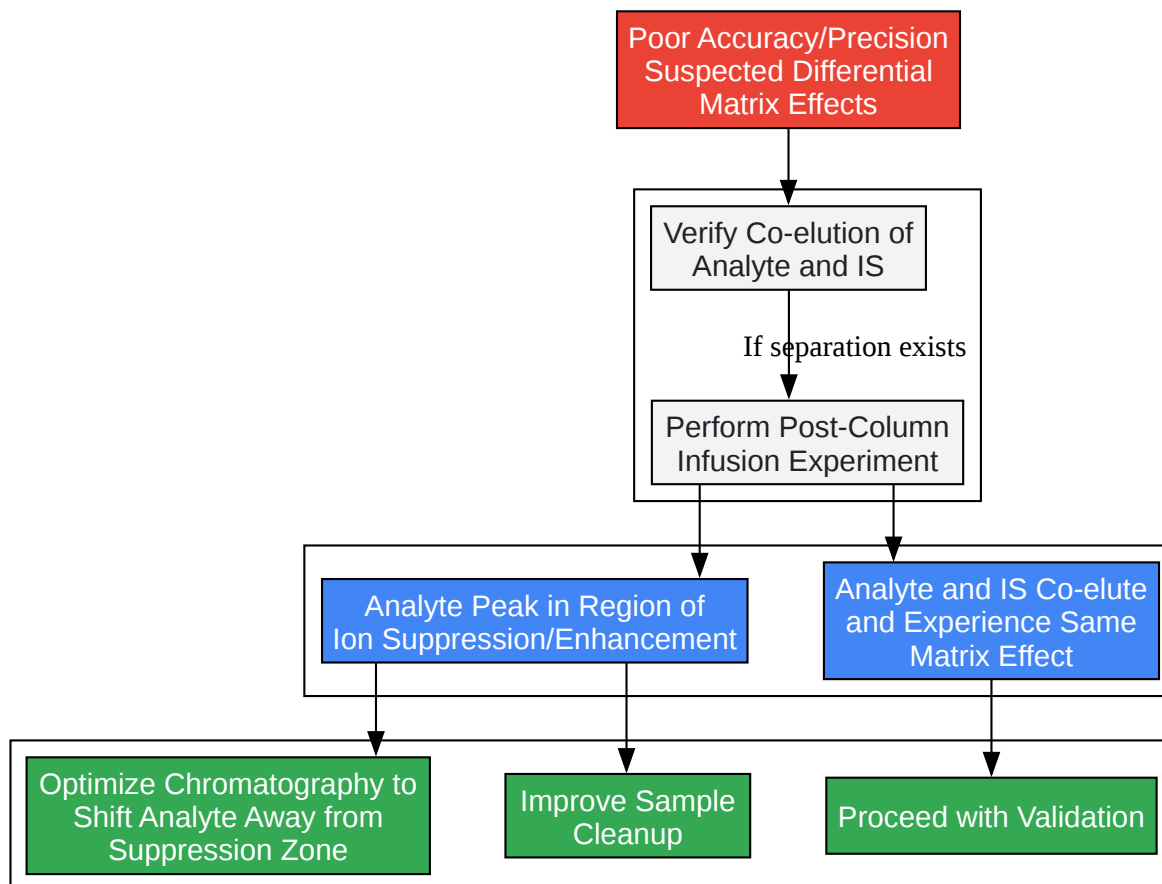 Poor Accuracy/Precision
Suspected Differential
Matrix Effects
Verify Co-elution of
Analyte and IS
If separation exists
Perform Post-Column
Infusion Experiment
Analyte Peak in Region of
Ion Suppression/Enhancement
Analyte and IS Co-elute
and Experience Same
Matrix Effect
Optimize Chromatography to
Shift Analyte Away from
Suppression Zone
Improve Sample
Cleanup
Proceed with Validation